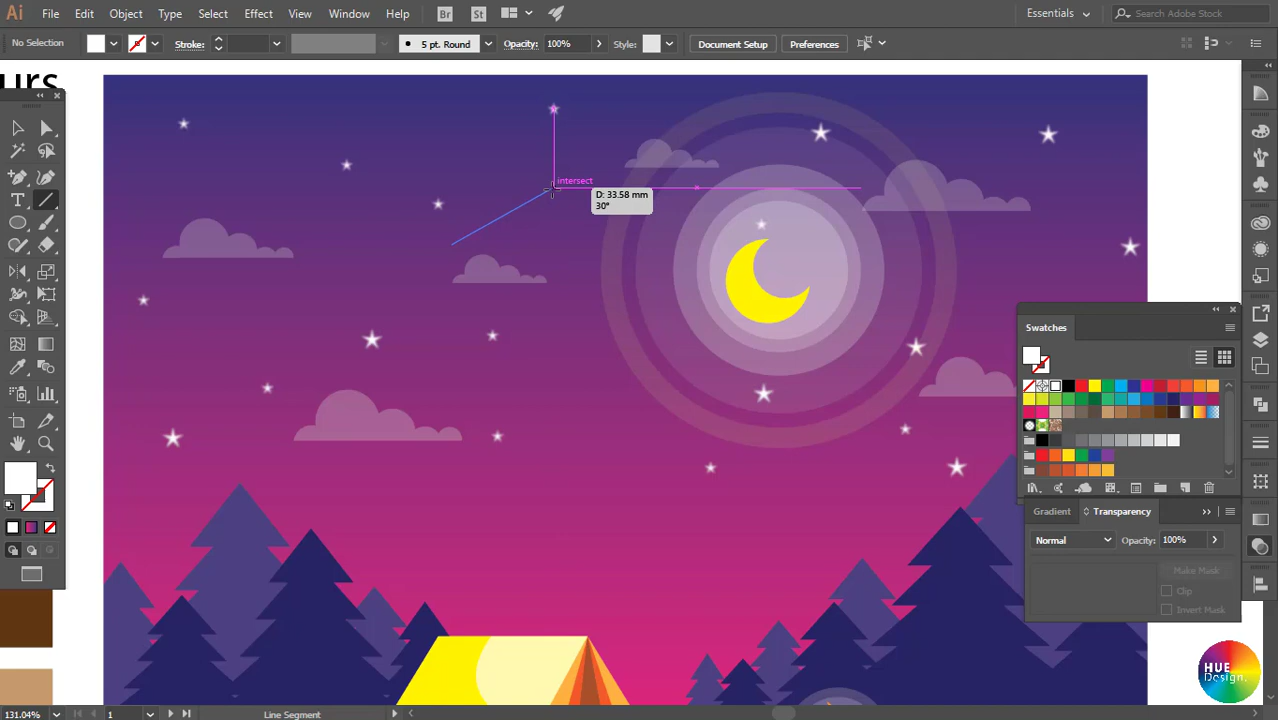 Ai File Edit Object Type Select Effect View Window Help Br St Essentials Search Adobe Stock
No Selection Stroke: 5 pt. Round Opacity: 100% Style: Document Setup Preferences
urs
intersect
D: 33.58 mm
30°
Swatches
Gradient Transparency
Normal Opacity: 100%
Make Mask
Clip
Invert Mask
HUE
Design.
131.04% 1 Line Segment